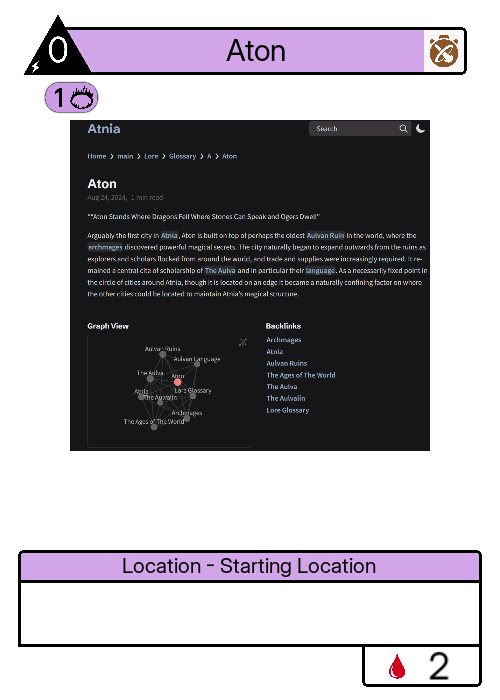 0
Aton
1
Atnia
Search
Home > main > Lore > Glossary > A > Aton
Aton
Aug 24, 2024, 1 min read
""Aton Stands Where Dragons Fell Where Stones Can Speak and Ogers Dwell"
Arguably the first city in Atnia, Aton is built on top of perhaps the oldest Aulvan Ruin in the world, where the
archmages discovered powerful magical secrets. The city naturally began to expand outwards from the ruins as
explorers and scholars flocked from around the world, and trade and supplies were increasingly required. It re-
mained a central cite of scholarship of The Aulva and in particular their language. As a necessarily fixed point in
the circle of cities around Atnia, though it is located on an edge it became a naturally confining factor on where
the other cities could be located to maintain Atnia's magical structure.
Graph View
Backlinks
Aulvan Ruins
Aulvan Language
The Aulva
Aton
Atnia
Lore Glossary
The Aulvalin
Archmages
The Ages of The World
Archmages
Atnia
Aulvan Ruins
The Ages of The World
The Aulva
The Aulvalin
Lore Glossary
Location - Starting Location
2